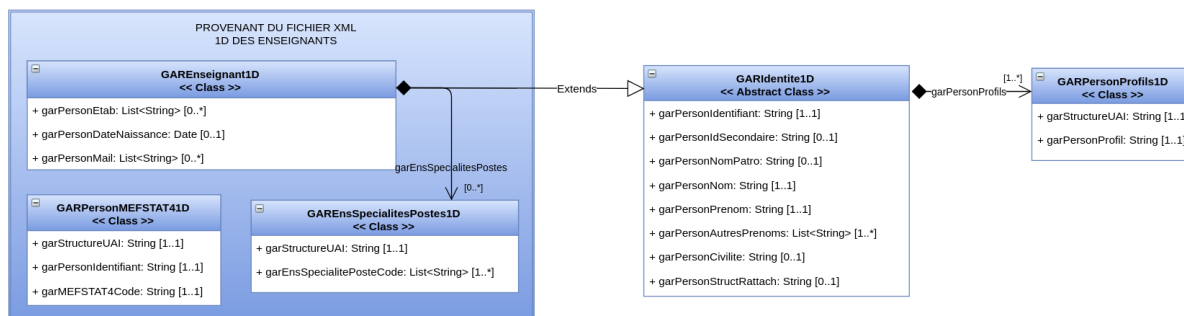 PROVENANT DU FICHIER XML
1D DES ENSEIGNANTS
GAREnseignant1D
<< Class >>
+ garPersonEtab: List<String> [0..*]
+ garPersonDateNaissance: Date [0..1]
+ garPersonMail: List<String> [0..*]
garEnsSpecialitesPostes
[0..*]
GARPersonMEFSTAT41D
<< Class >>
+ garStructureUAI: String [1..1]
+ garPersonIdentifiant: String [1..1]
+ garMEFSTAT4Code: String [1..1]
GAREnsSpecialitesPostes1D
<< Class >>
+ garStructureUAI: String [1..1]
+ garEnsSpecialitePosteCode: List<String> [1..*]
Extends
GARIdentite1D
<< Abstract Class >>
+ garPersonIdentifiant: String [1..1]
+ garPersonIdSecondaire: String [0..1]
+ garPersonNomPatro: String [0..1]
+ garPersonNom: String [1..1]
+ garPersonPrenom: String [1..1]
+ garPersonAutresPrenoms: List<String> [1..*]
+ garPersonCivilite: String [0..1]
+ garPersonStructRattach: String [0..1]
[1..*]
garPersonProfils
GARPersonProfils1D
<< Class >>
+ garStructureUAI: String [1..1
+ garPersonProfil: String [1..1]